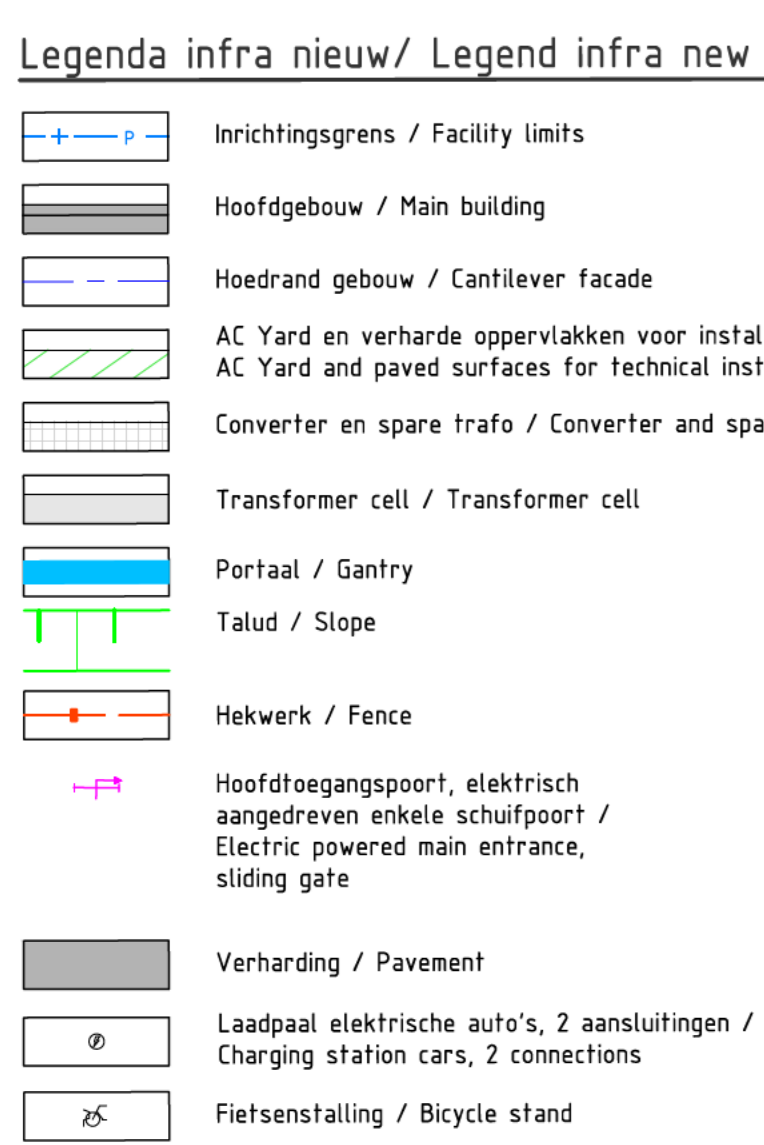 Legenda infra nieuw/ Legend infra new
P
Inrichtingsgrens / Facility limits
Hoofdgebouw / Main building
Hoedrand gebouw / Cantilever facade
AC Yard en verharde oppervlakken voor instal
AC Yard and paved surfaces for technical inst
Converter en spare trafo / Converter and spa
Transformer cell / Transformer cell
Portaal / Gantry
Talud / Slope
Hekwerk / Fence
Hoofdtoegangspoort, elektrisch
aangedreven enkele schuifpoort /
Electric powered main entrance,
sliding gate
Verharding / Pavement
Laadpaal elektrische auto's, 2 aansluitingen /
Charging station cars, 2 connections
Fietsenstalling / Bicycle stand